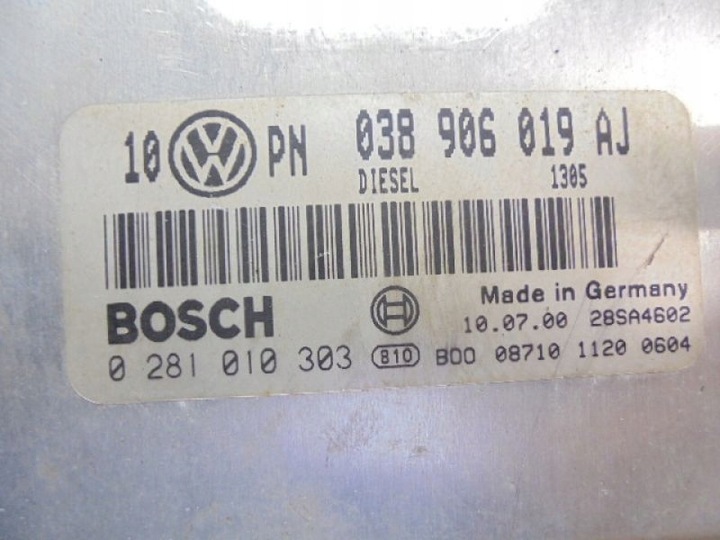 10 VW PN 038 906 019 AJ
DIESEL 1305
BOSCH
Made in Germany
10.07.00 28SA4602
0 281 010 303 810 B00 08710 1120 0604